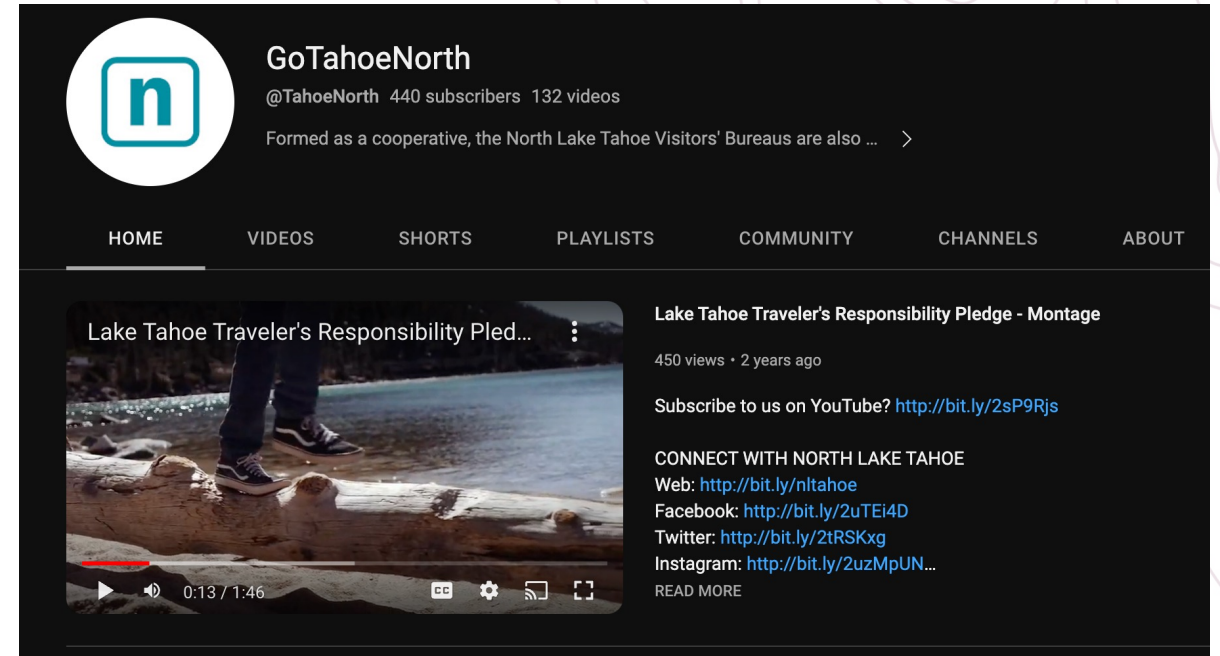 n
GoTahoeNorth
@TahoeNorth 440 subscribers 132 videos
Formed as a cooperative, the North Lake Tahoe Visitors' Bureaus are also ...
HOME VIDEOS SHORTS PLAYLISTS COMMUNITY CHANNELS ABOUT
Lake Tahoe Traveler's Responsibility Pled...
CC
0:13 / 1:46
Lake Tahoe Traveler's Responsibility Pledge - Montage
450 views • 2 years ago
Subscribe to us on YouTube? http://bit.ly/2sP9Rjs
CONNECT WITH NORTH LAKE TAHOE
Web: http://bit.ly/nltahoe
Facebook: http://bit.ly/2uTEi4D
Twitter: http://bit.ly/2tRSKxg
Instagram: http://bit.ly/2uzMpUN...
READ MORE